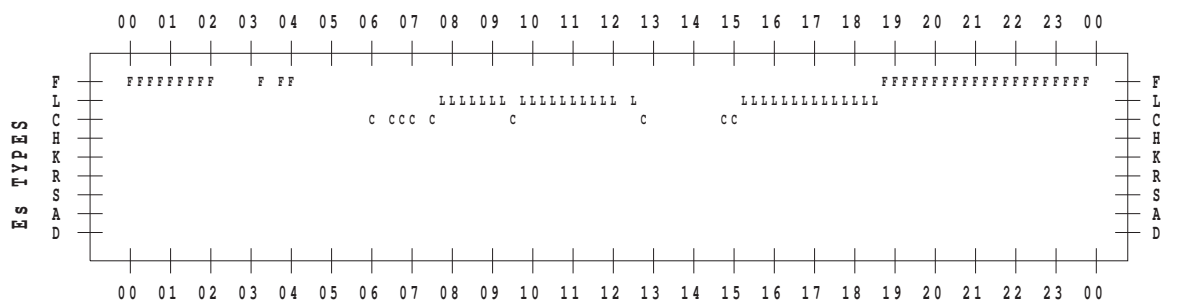 00 01 02 03 04 05 06 07 08 09 10 11 12 13 14 15 16 17 18 19 20 21 22 23 00
F FFFFFFFFF F FF FFFFFFFFFFFFFFFFFFFFF F
L LLLLLLL LLLLLLLLLL L LLLLLLLLLLLLLL L
C C CCC C C C CC C
H H
K K
R R
S S
A A
D D
Es TYPES
00 01 02 03 04 05 06 07 08 09 10 11 12 13 14 15 16 17 18 19 20 21 22 23 00